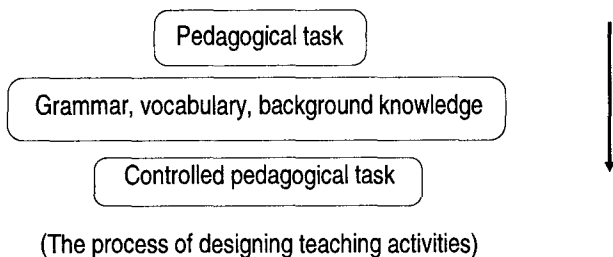 Pedagogical task
Grammar, vocabulary, background knowledge
Controlled pedagogical task
(The process of designing teaching activities)